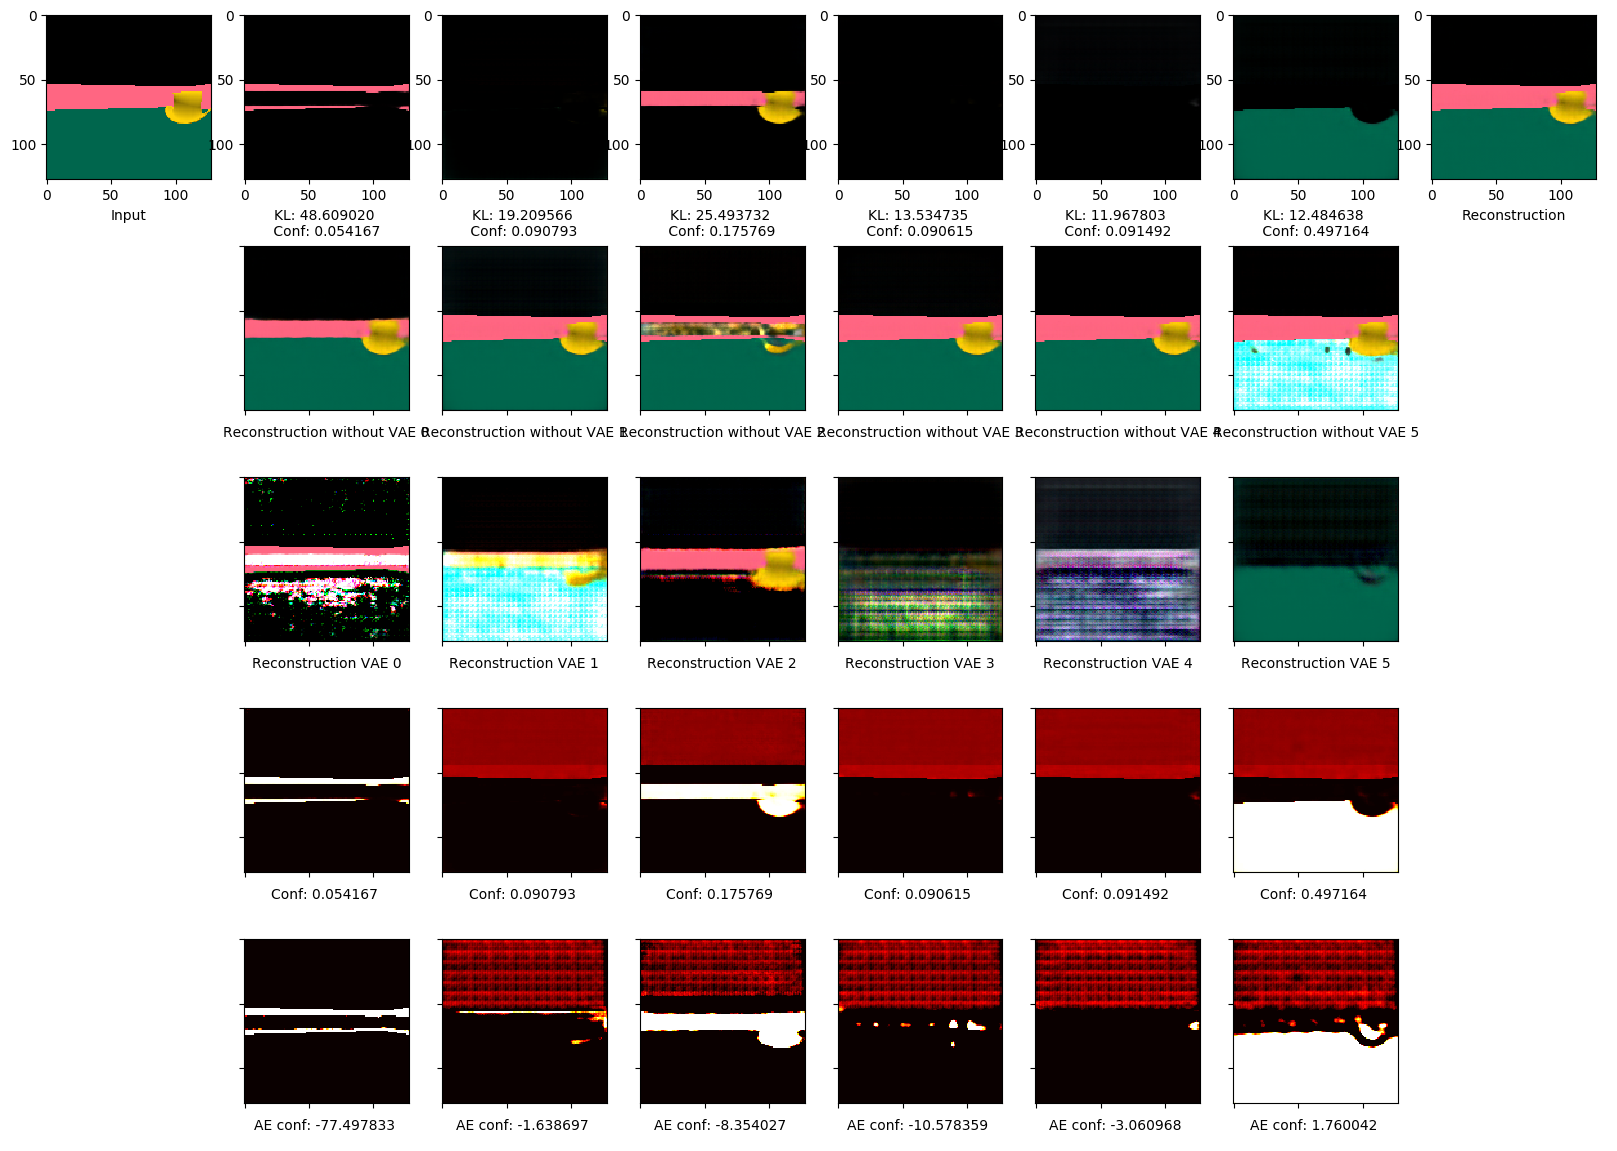 0
0
0
0
0
0
0
0
50
50
50
50
50
50
50
50
100
100
100
100
100
100
100
100
0 50 100
0 50 100
0 50 100
0 50 100
0 50 100
0 50 100
0 50 100
0 50 100
Input
KL: 48.609020
Conf: 0.054167
KL: 19.209566
Conf: 0.090793
KL: 25.493732
Conf: 0.175769
KL: 13.534735
Conf: 0.090615
KL: 11.967803
Conf: 0.091492
KL: 12.484638
Conf: 0.497164
Reconstruction
Reconstruction without VAE 0
Reconstruction without VAE 1
Reconstruction without VAE 2
Reconstruction without VAE 3
Reconstruction without VAE 4
Reconstruction without VAE 5
Reconstruction VAE 0
Reconstruction VAE 1
Reconstruction VAE 2
Reconstruction VAE 3
Reconstruction VAE 4
Reconstruction VAE 5
Conf: 0.054167
Conf: 0.090793
Conf: 0.175769
Conf: 0.090615
Conf: 0.091492
Conf: 0.497164
AE conf: -77.497833
AE conf: -1.638697
AE conf: -8.354027
AE conf: -10.578359
AE conf: -3.060968
AE conf: 1.760042